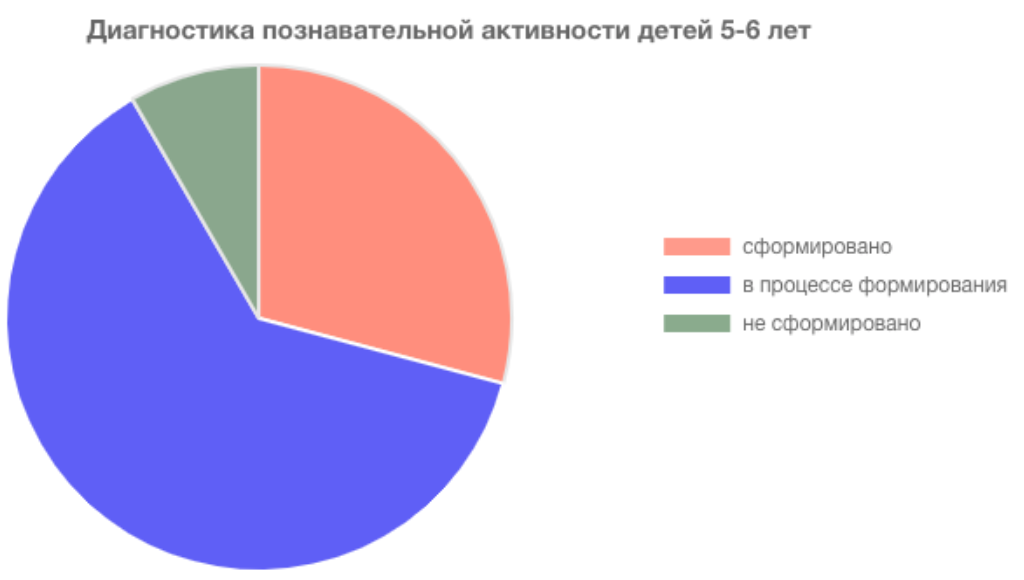 Диагностика познавательной активности детей 5-6 лет
сформировано
в процессе формирования
не сформировано